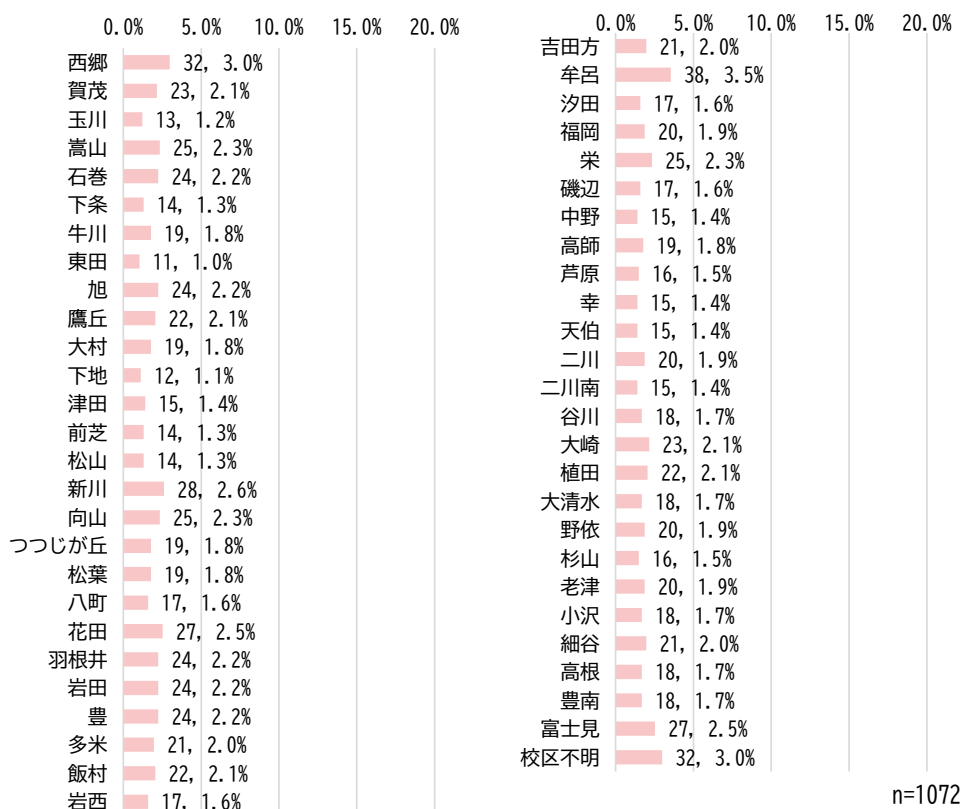 0.0% 5.0% 10.0% 15.0% 20.0%
西郷 32, 3.0%
賀茂 23, 2.1%
玉川 13, 1.2%
嵩山 25, 2.3%
石巻 24, 2.2%
下条 14, 1.3%
牛川 19, 1.8%
東田 11, 1.0%
旭 24, 2.2%
鷹丘 22, 2.1%
大村 19, 1.8%
下地 12, 1.1%
津田 15, 1.4%
前芝 14, 1.3%
松山 14, 1.3%
新川 28, 2.6%
向山 25, 2.3%
つつじが丘 19, 1.8%
松葉 19, 1.8%
八町 17, 1.6%
花田 27, 2.5%
羽根井 24, 2.2%
岩田 24, 2.2%
豊 24, 2.2%
多米 21, 2.0%
飯村 22, 2.1%
岩西 17, 1.6%
0.0% 5.0% 10.0% 15.0% 20.0%
吉田方 21, 2.0%
牟呂 38, 3.5%
汐田 17, 1.6%
福岡 20, 1.9%
栄 25, 2.3%
磯辺 17, 1.6%
中野 15, 1.4%
高師 19, 1.8%
芦原 16, 1.5%
幸 15, 1.4%
天伯 15, 1.4%
二川 20, 1.9%
二川南 15, 1.4%
谷川 18, 1.7%
大崎 23, 2.1%
植田 22, 2.1%
大清水 18, 1.7%
野依 20, 1.9%
杉山 16, 1.5%
老津 20, 1.9%
小沢 18, 1.7%
細谷 21, 2.0%
高根 18, 1.7%
豊南 18, 1.7%
富士見 27, 2.5%
校区不明 32, 3.0%
n=1072